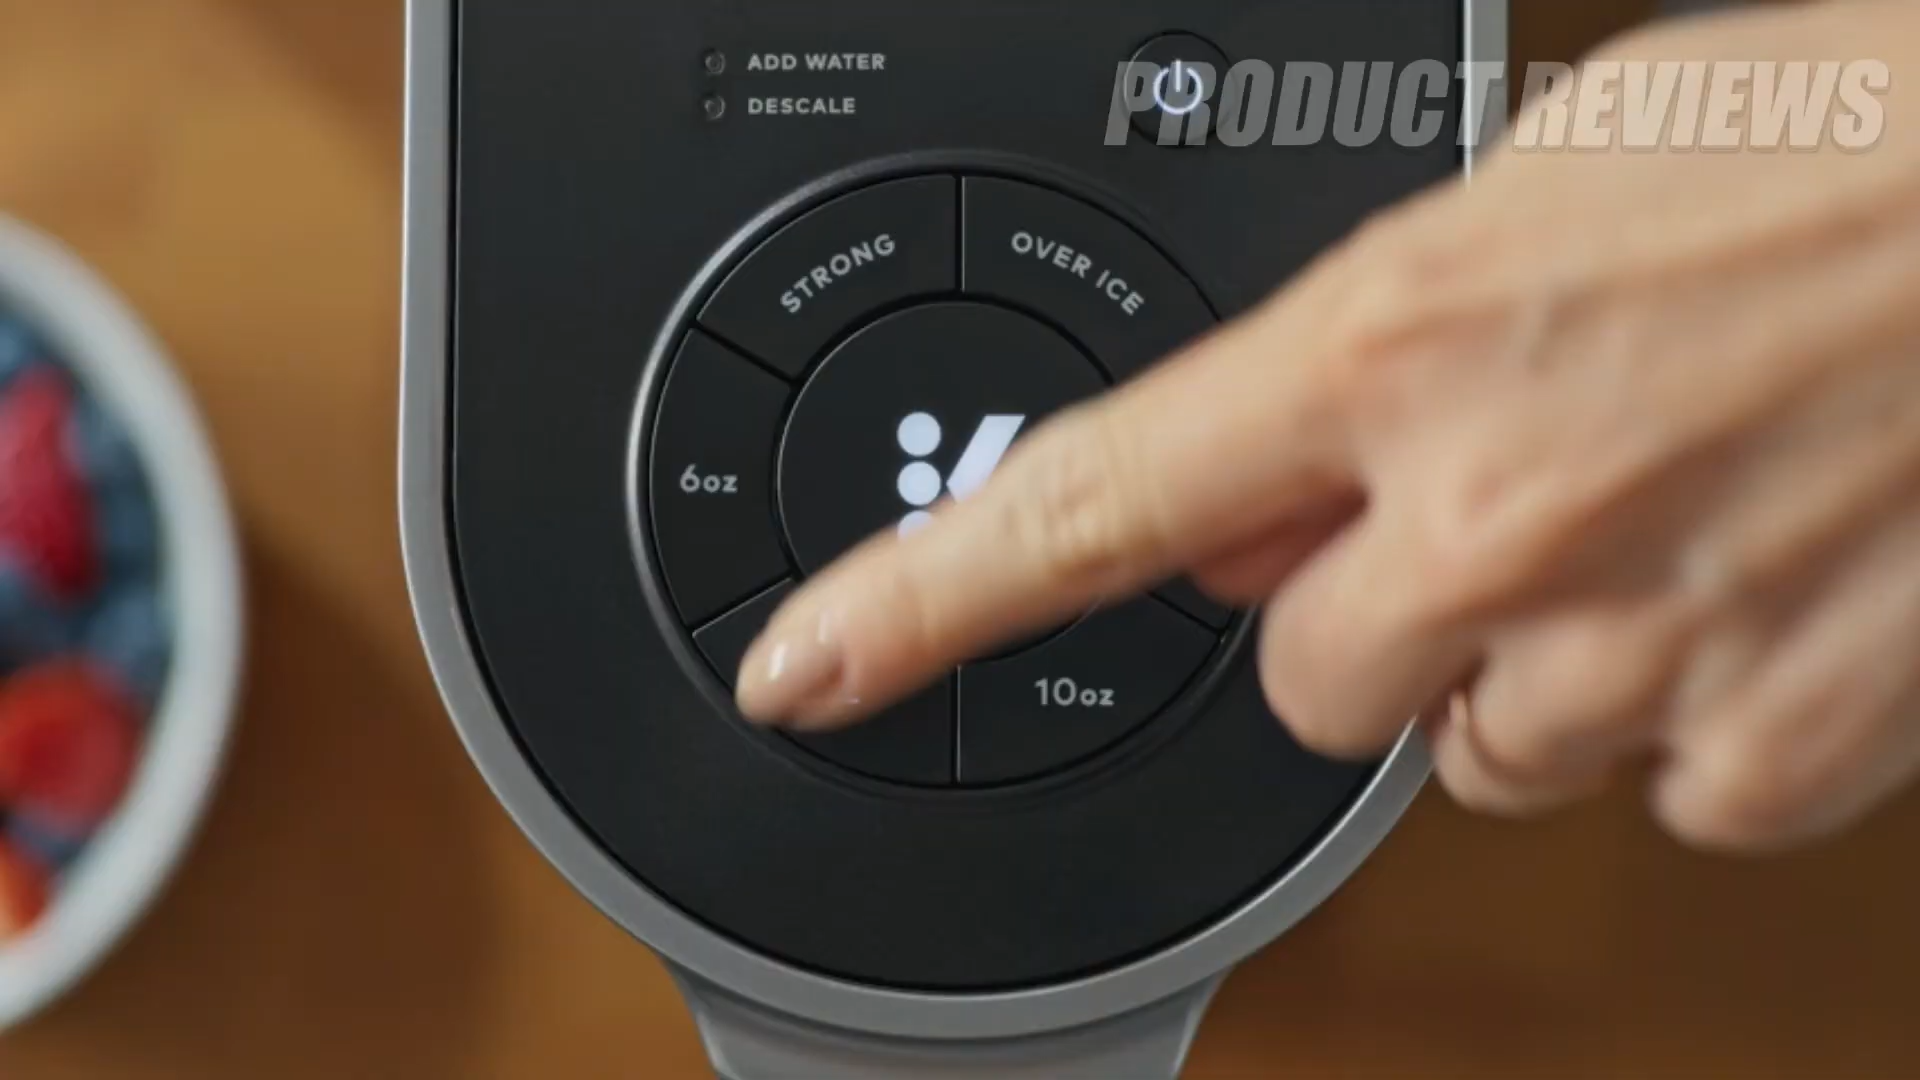 ADD WATER
DESCALE
PRODUCT REVIEWS
STRONG
OVER ICE
6oz
10oz